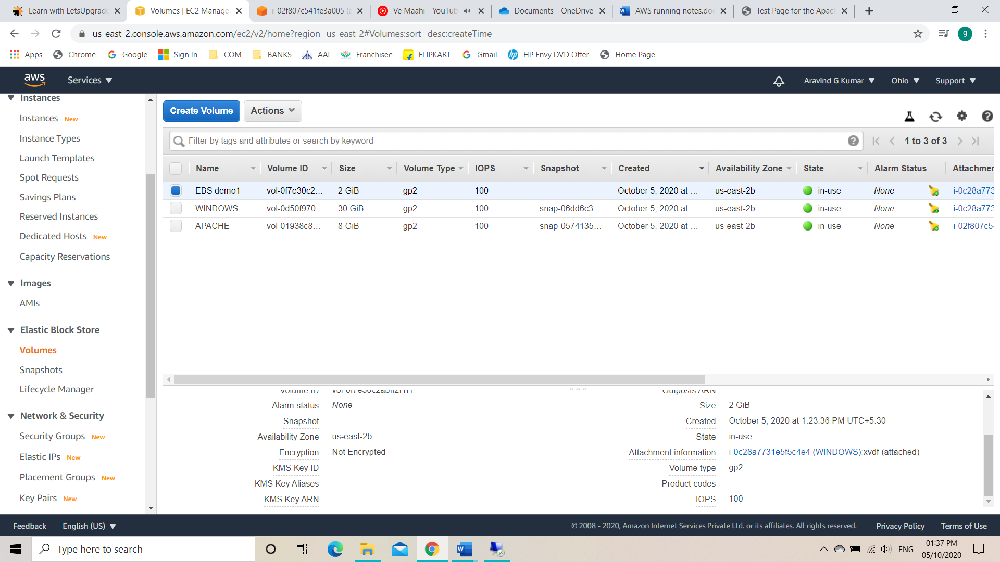 Learn with LetsUpgrade
Volumes | EC2 Manage
i-02f807c541fe3a005 (a
Ve Maahi - YouTub
Documents - OneDrive
AWS running notes.doc
Test Page for the Apac
us-east-2.console.aws.amazon.com/ec2/v2/home?region=us-east-2#Volumes:sort=desc:createTime
g
Apps
Chrome
Google
Sign In
COM
BANKS
AAI
Franchisee
FLIPKART
Gmail
HP Envy DVD Offer
Home Page
aws
Services
Aravind G Kumar
Ohio
Support
Instances
Instances New
Instance Types
Launch Templates
Spot Requests
Savings Plans
Reserved Instances
Dedicated Hosts New
Capacity Reservations
Images
AMIs
Elastic Block Store
Volumes
Snapshots
Lifecycle Manager
Network & Security
Security Groups New
Elastic IPs New
Placement Groups New
Key Pairs New
Create Volume
Actions
Filter by tags and attributes or search by keyword
1 to 3 of 3
Name Volume ID Size Volume Type IOPS Snapshot Created Availability Zone State Alarm Status Attachmen
EBS demo1 vol-0f7e30c2... 2 GiB gp2 100 October 5, 2020 at ... us-east-2b in-use None i-0c28a773
WINDOWS vol-0d50f970... 30 GiB gp2 100 snap-06dd6c3... October 5, 2020 at ... us-east-2b in-use None i-0c28a773
APACHE vol-01938c8... 8 GiB gp2 100 snap-0574135... October 5, 2020 at ... us-east-2b in-use None i-02f807c5
Volume ID
Alarm status None
Snapshot -
Availability Zone us-east-2b
Encryption Not Encrypted
KMS Key ID
KMS Key Aliases
KMS Key ARN
Outposts ARN -
Size 2 GiB
Created October 5, 2020 at 1:23:36 PM UTC+5:30
State in-use
Attachment information i-0c28a7731e5f5c4e4 (WINDOWS):xvdf (attached)
Volume type gp2
Product codes -
IOPS 100
Feedback
English (US)
© 2008 - 2020, Amazon Internet Services Private Ltd. or its affiliates. All rights reserved.
Privacy Policy
Terms of Use
Type here to search
ENG
01:37 PM
05/10/2020